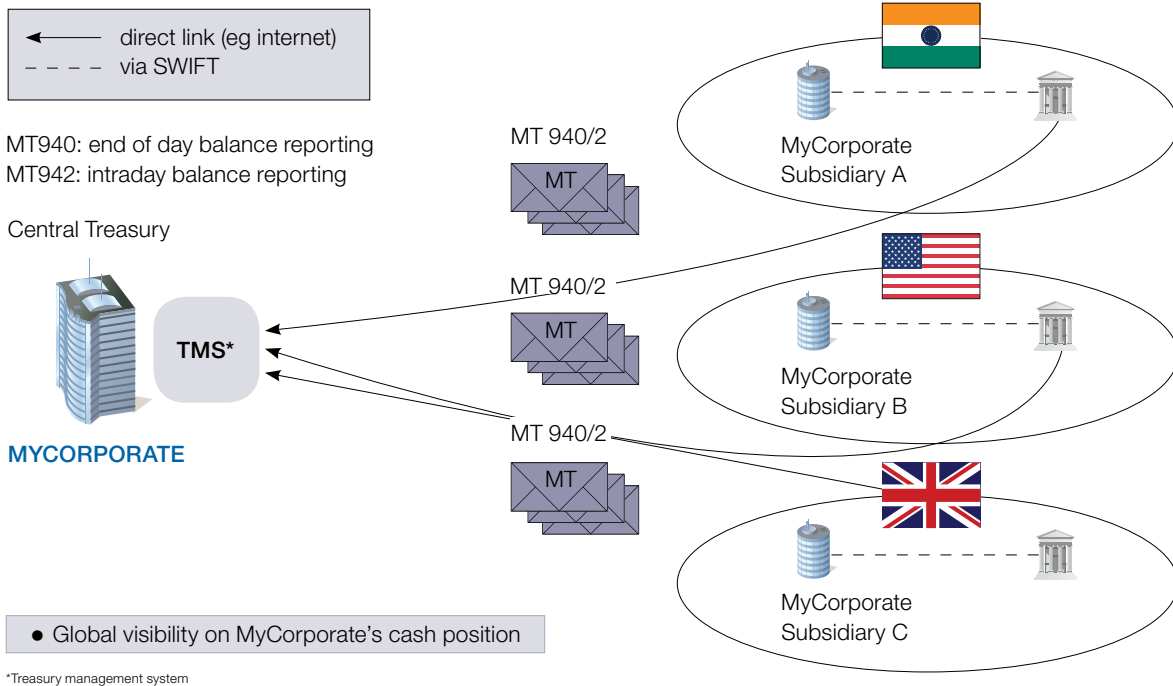 direct link (eg internet)
via SWIFT
MT940: end of day balance reporting
MT942: intraday balance reporting
Central Treasury
TMS*
MYCORPORATE
MT 940/2
MT
MyCorporate
Subsidiary A
MT 940/2
MT
MyCorporate
Subsidiary B
MT 940/2
MT
MyCorporate
Subsidiary C
● Global visibility on MyCorporate's cash position
*Treasury management system